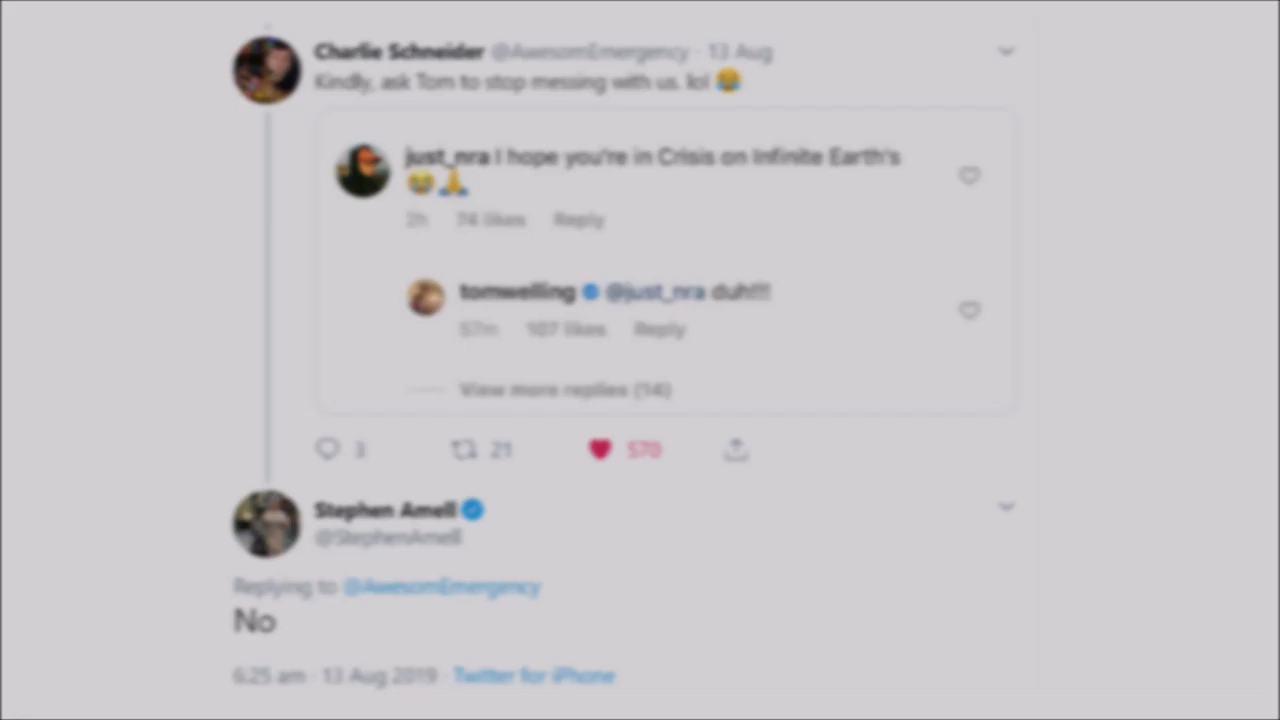 Charlie Schneider @AwesomEmergency · 13 Aug
Kindly, ask Tom to stop messing with us. lol 😂
just_nra I hope you're in Crisis on Infinite Earth's
😭🙏
2h 74 likes Reply
tomwelling @just_nra duh!!!
57m 107 likes Reply
View more replies (14)
3 21 570
Stephen Amell
@StephenAmell
Replying to @AwesomEmergency
No
6:25 am · 13 Aug 2019 · Twitter for iPhone